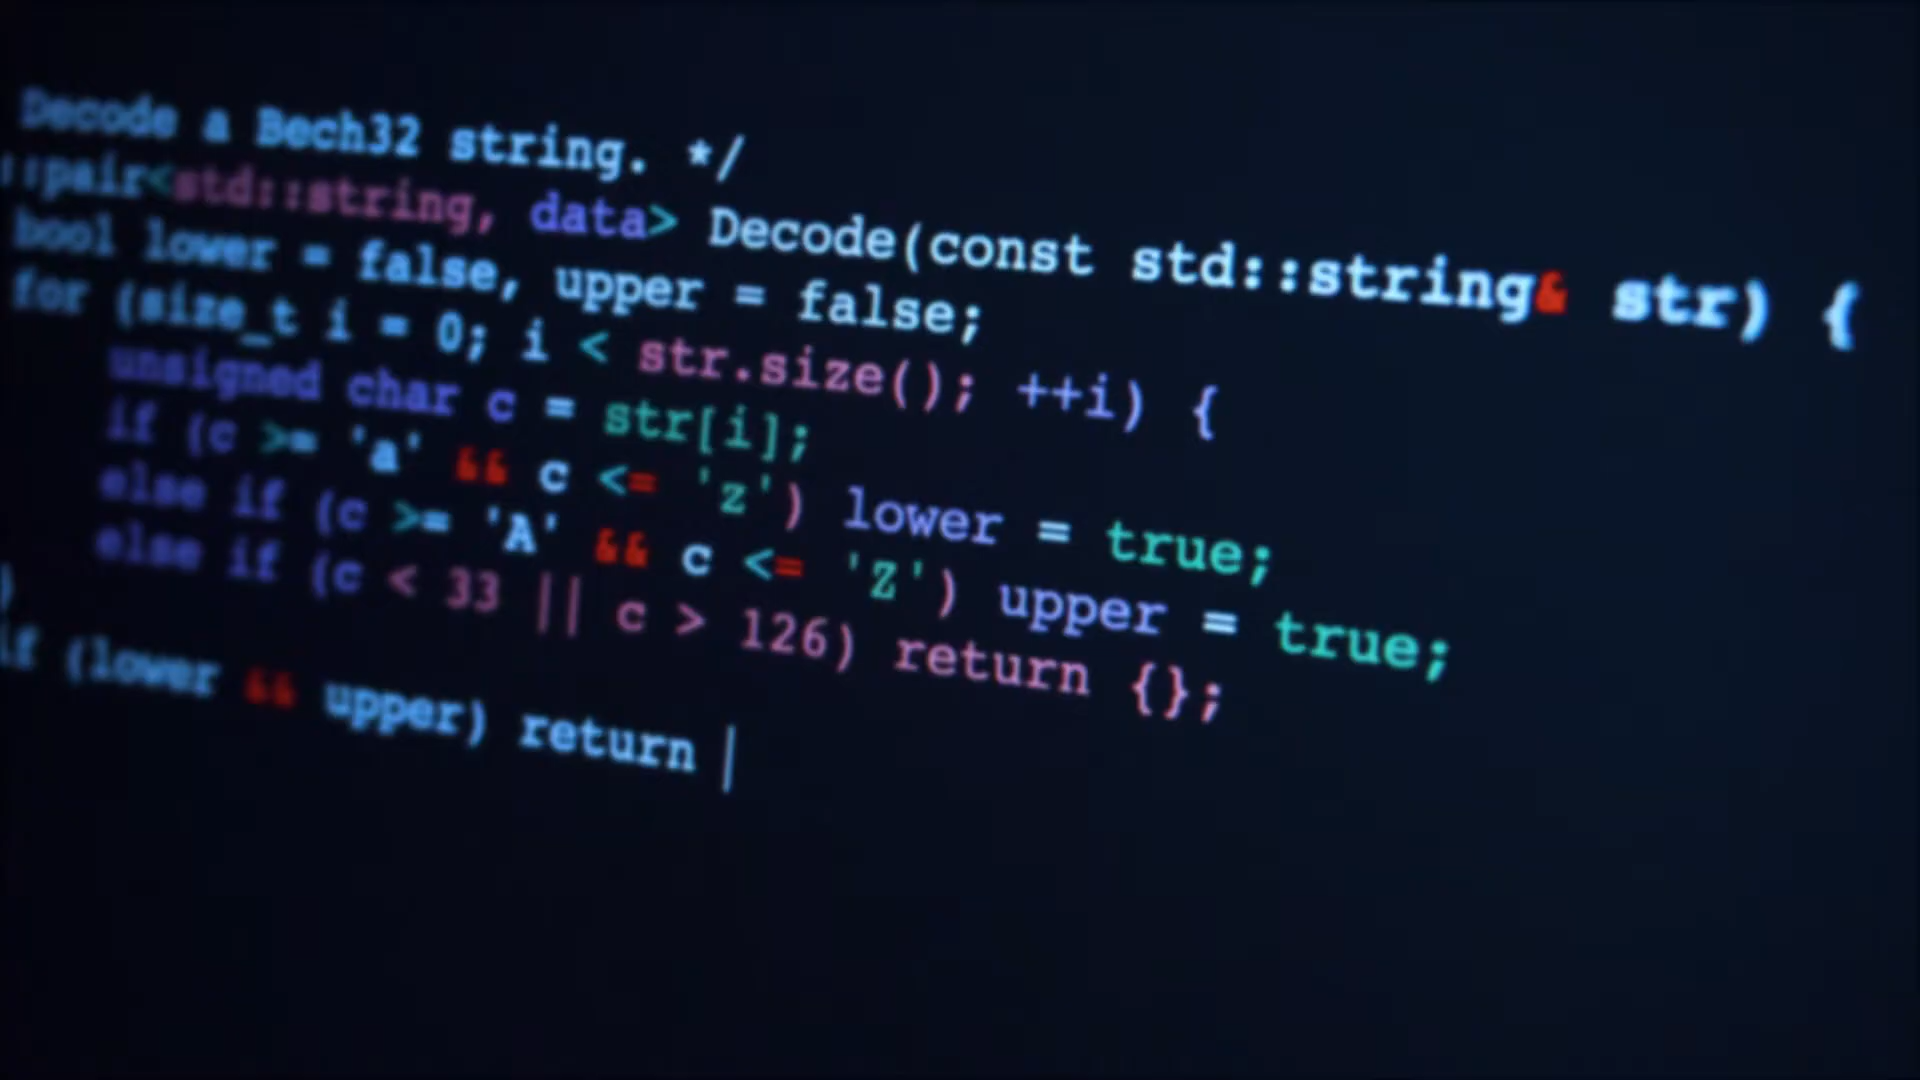 Decode a Bech32 string. */
::pair<std::string, data> Decode(const std::string& str) {
bool lower = false, upper = false;
for (size_t i = 0; i < str.size(); ++i) {
unsigned char c = str[i];
if (c >= 'a' && c <= 'z') lower = true;
else if (c >= 'A' && c <= 'Z') upper = true;
else if (c < 33 || c > 126) return {};
}
if (lower && upper) return